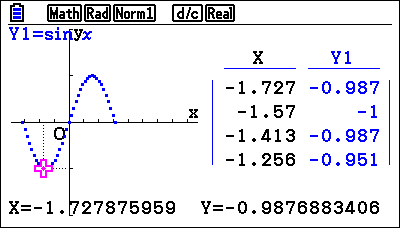 Math Rad Norm1 d/c Real
Y1=sinx
y
x
O
X Y1
-1.727 -0.987
-1.57 -1
-1.413 -0.987
-1.256 -0.951
X=-1.727875959 Y=-0.9876883406